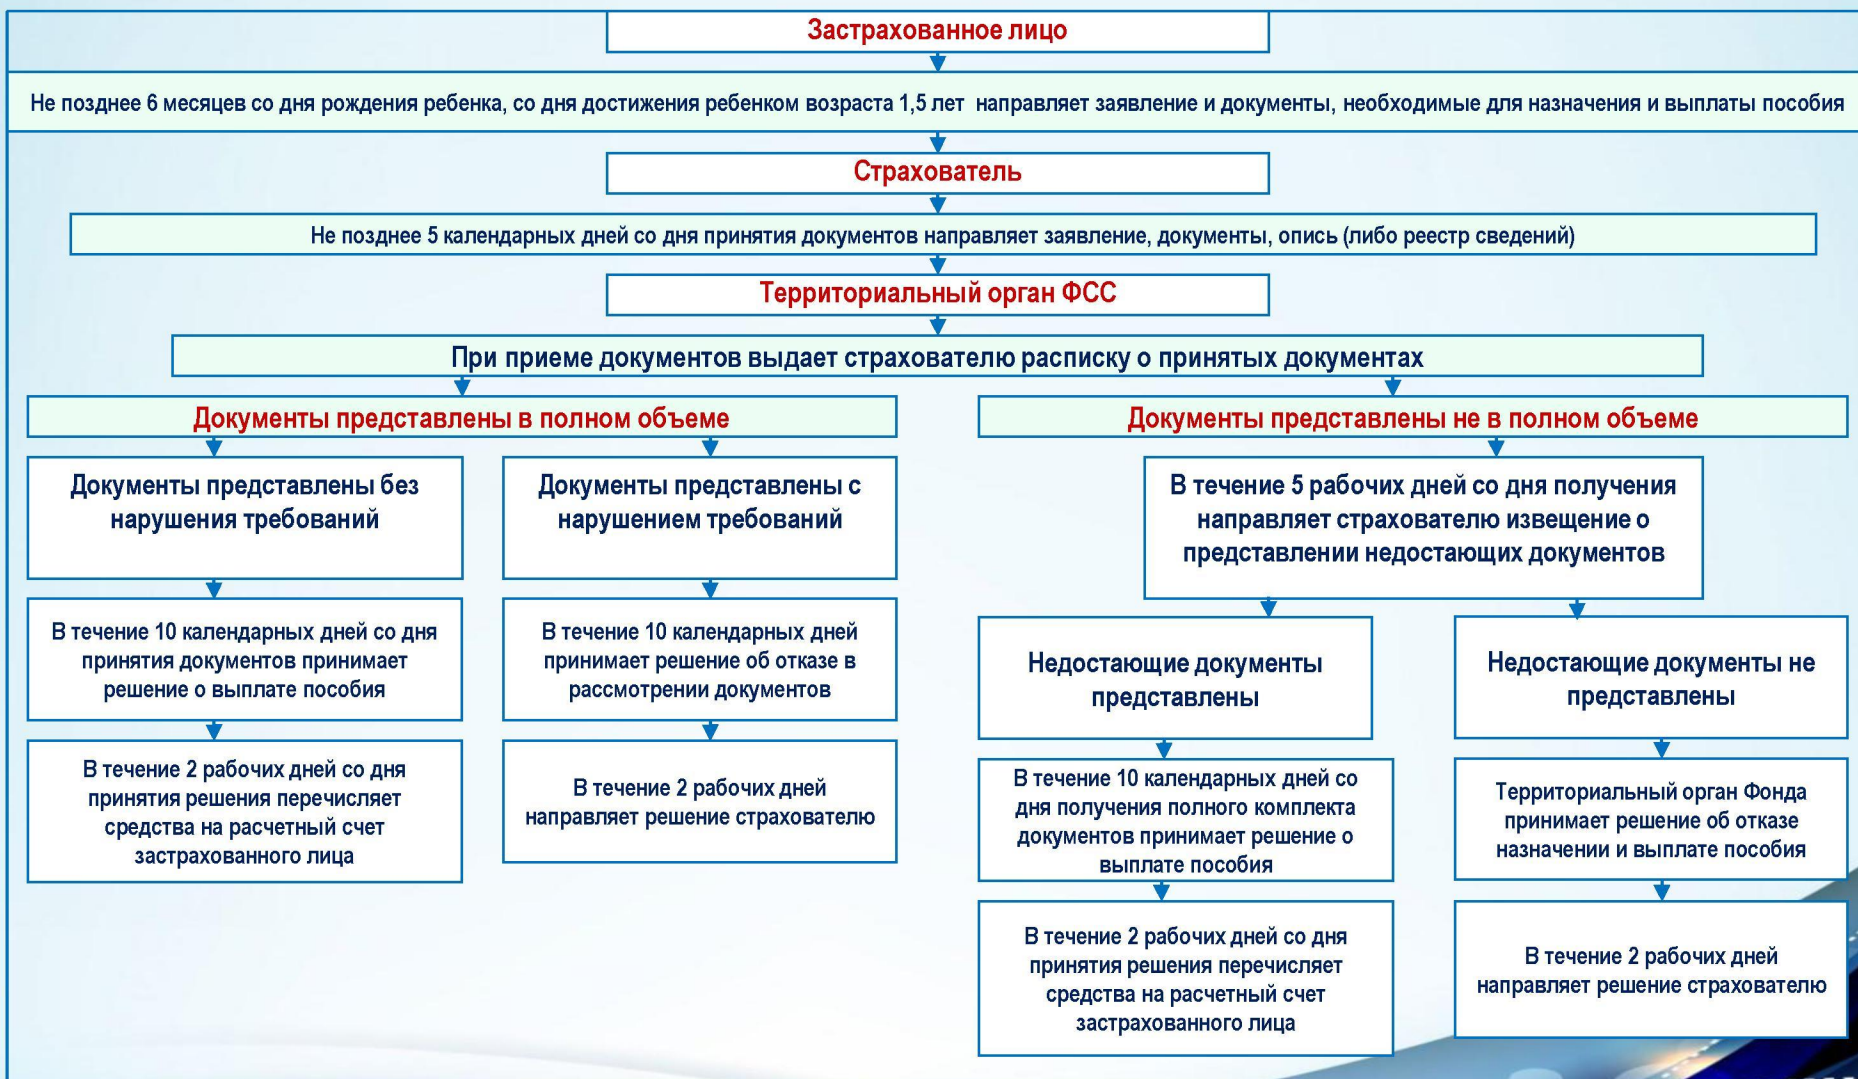 Застрахованное лицо
Не позднее 6 месяцев со дня рождения ребенка, со дня достижения ребенком возраста 1,5 лет направляет заявление и документы, необходимые для назначения и выплаты пособия
Страхователь
Не позднее 5 календарных дней со дня принятия документов направляет заявление, документы, опись (либо реестр сведений)
Территориальный орган ФСС
При приеме документов выдает страхователю расписку о принятых документах
Документы представлены в полном объеме
Документы представлены без
нарушения требований
В течение 10 календарных дней со дня
принятия документов принимает
решение о выплате пособия
В течение 2 рабочих дней со дня
принятия решения перечисляет
средства на расчетный счет
застрахованного лица
Документы представлены с
нарушением требований
В течение 10 календарных дней
принимает решение об отказе в
рассмотрении документов
В течение 2 рабочих дней
направляет решение страхователю
Документы представлены не в полном объеме
В течение 5 рабочих дней со дня получения
направляет страхователю извещение о
представлении недостающих документов
Недостающие документы
представлены
В течение 10 календарных дней со
дня получения полного комплекта
документов принимает решение о
выплате пособия
В течение 2 рабочих дней со дня
принятия решения перечисляет
средства на расчетный счет
застрахованного лица
Недостающие документы не
представлены
Территориальный орган Фонда
принимает решение об отказе
назначении и выплате пособия
В течение 2 рабочих дней
направляет решение страхователю